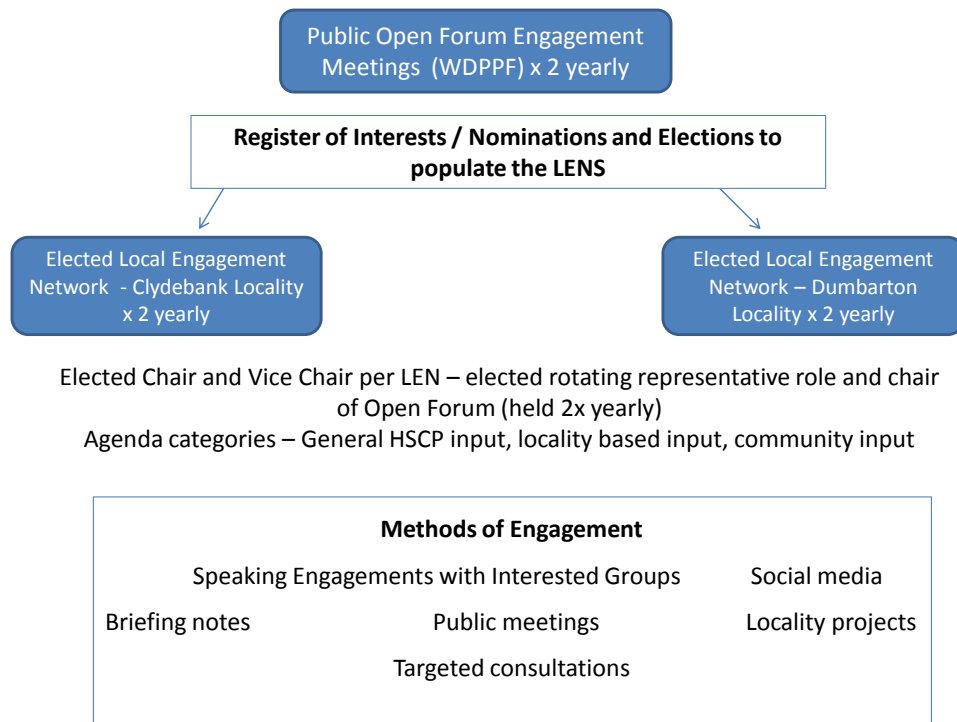 Public Open Forum Engagement
Meetings (WDPPF) x 2 yearly
Register of Interests / Nominations and Elections to
populate the LENS
Elected Local Engagement
Network - Clydebank Locality
x 2 yearly
Elected Local Engagement
Network – Dumbarton
Locality x 2 yearly
Elected Chair and Vice Chair per LEN – elected rotating representative role and chair
of Open Forum (held 2x yearly)
Agenda categories – General HSCP input, locality based input, community input
Methods of Engagement
Speaking Engagements with Interested Groups Social media
Briefing notes Public meetings Locality projects
Targeted consultations